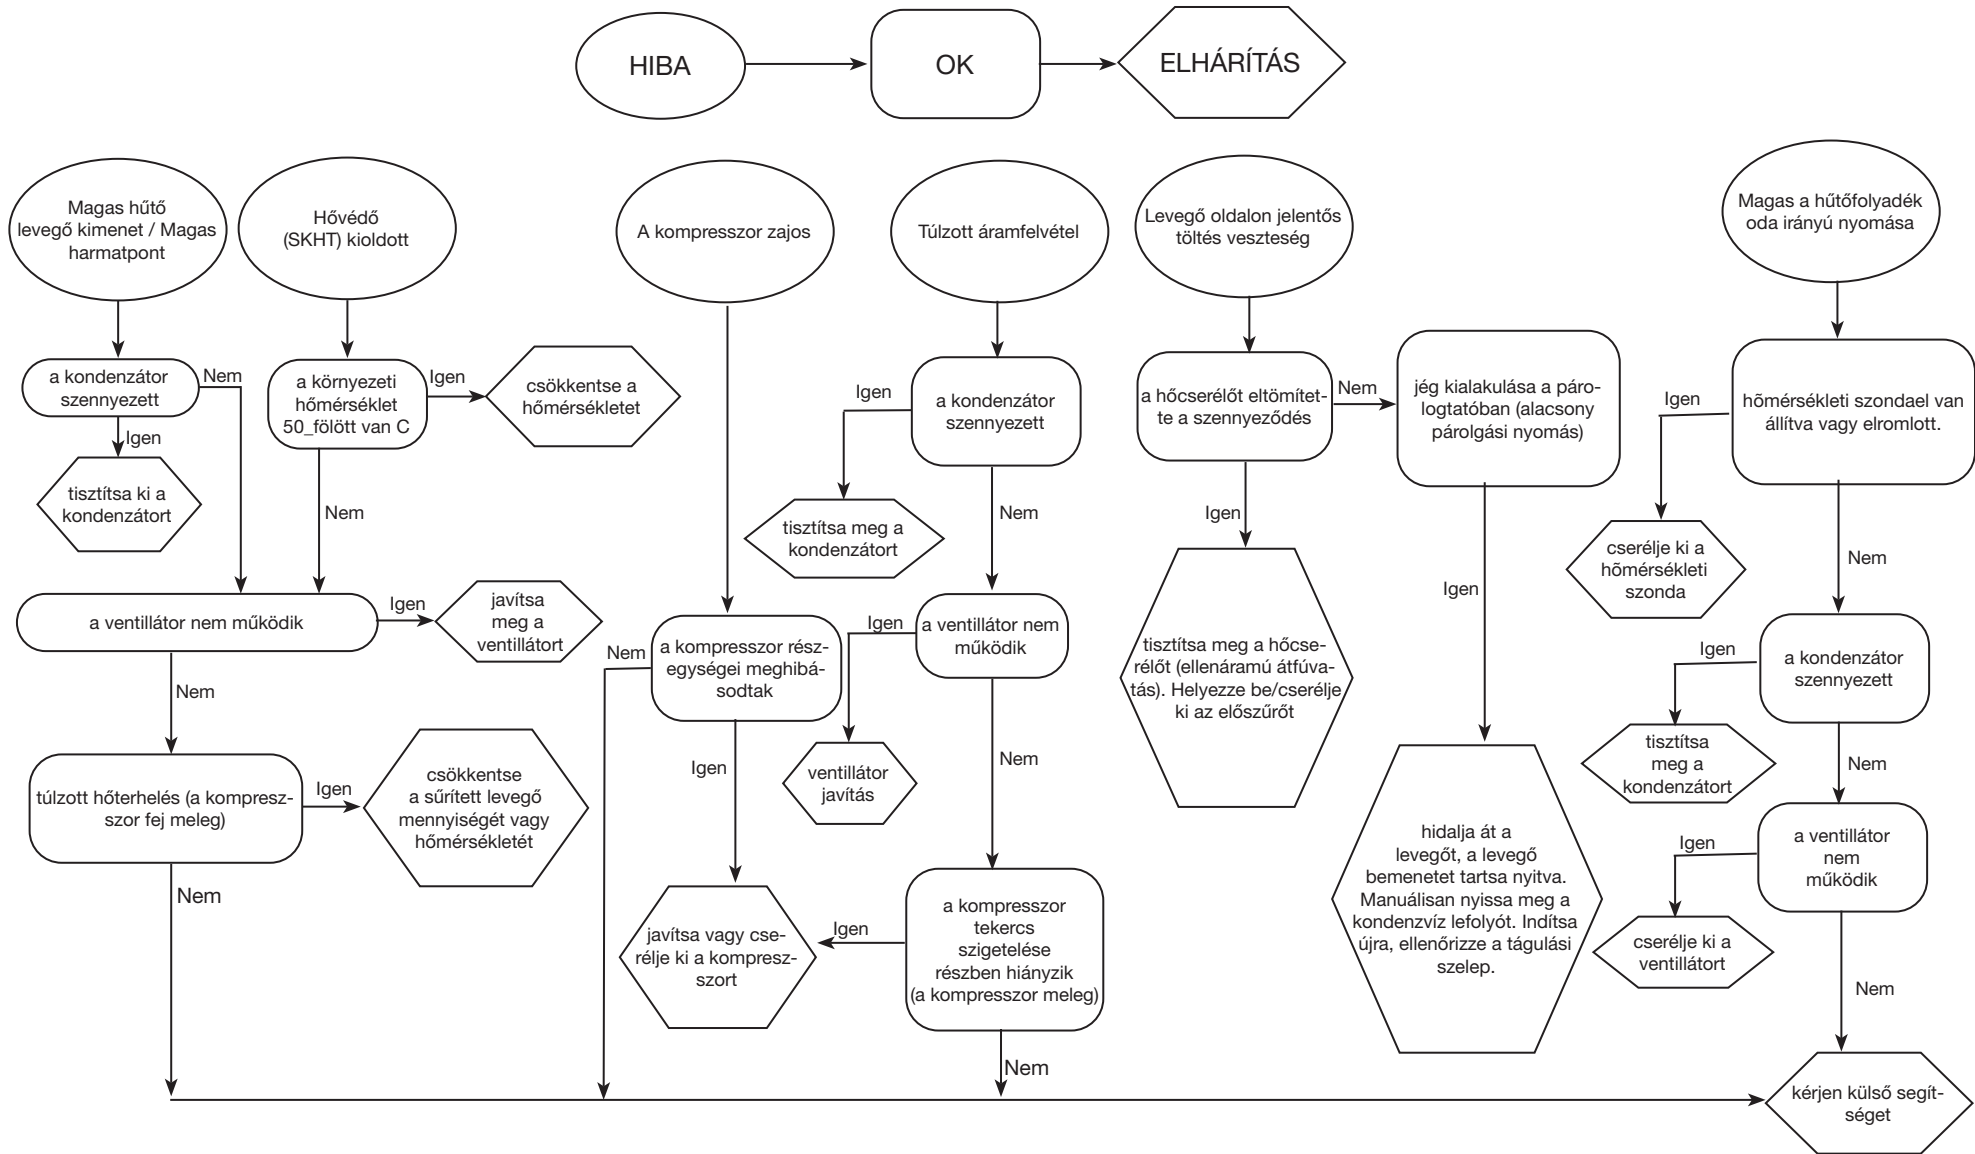 HIBA
OK
ELHÁRÍTÁS
Magas hűtő
levegő kimenet / Magas
harmatpont
Hővédő
(SKHT) kioldott
A kompresszor zajos
Túlzott áramfelvétel
Levegő oldalon jelentős
töltés veszteség
Magas a hűtőfolyadék
oda irányú nyomása
a kondenzátor
szennyezett
Nem
Igen
tisztítsa ki a
kondenzátort
a környezeti
hőmérséklet
50_fölött van C
Igen
csökkentse a
hőmérsékletet
Nem
a ventillátor nem működik
Igen
javítsa
meg a
ventillátort
Nem
túlzott hőterhelés (a kompresz-
szor fej meleg)
Igen
csökkentse
a sűrített levegő
mennyiségét vagy
hőmérsékletét
Nem
a kompresszor rész-
egységei meghibá-
sodtak
Nem
Igen
javítsa vagy cse-
rélje ki a kompresz-
szort
a kondenzátor
szennyezett
Igen
tisztítsa meg a
kondenzátort
Nem
a ventillátor nem
működik
Igen
ventillátor
javítás
Nem
a kompresszor
tekercs
szigetelése
részben hiányzik
(a kompresszor meleg)
Igen
Nem
a hőcserélőt eltömítet-
te a szennyeződés
Nem
Igen
tisztítsa meg a hőcse-
rélőt (ellenáramú átfúva-
tás). Helyezze be/cserélje
ki az előszűrőt
jég kialakulása a páro-
logtatóban (alacsony
párolgási nyomás)
Igen
hidalja át a
levegőt, a levegő
bemenetet tartsa nyitva.
Manuálisan nyissa meg a
kondenzvíz lefolyót. Indítsa
újra, ellenőrizze a tágulási
szelep.
hõmérsékleti szondael van
állítva vagy elromlott.
Igen
cserélje ki a
hõmérsékleti
szonda
Nem
a kondenzátor
szennyezett
Igen
tisztítsa
meg a
kondenzátort
Nem
a ventillátor
nem
működik
Igen
cserélje ki a
ventillátort
Nem
kérjen külső segít-
séget